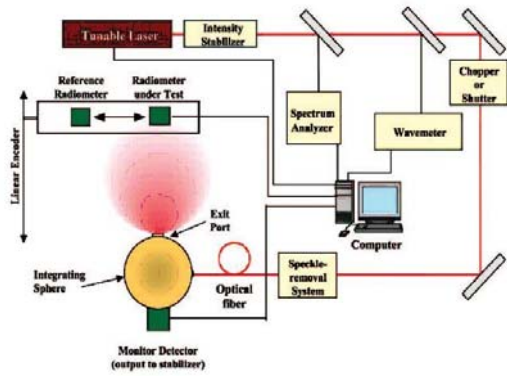 Tunable Laser
Intensity
Stabilizer
Reference
Radiometer
Radiometer
under Test
Chopper
or
Shutter
Spectrum
Analyzer
Wavemeter
Linear Encoder
Exit
Port
Computer
Integrating
Sphere
Optical
fiber
Speckle-
removal
System
Monitor Detector
(output to stabilizer)